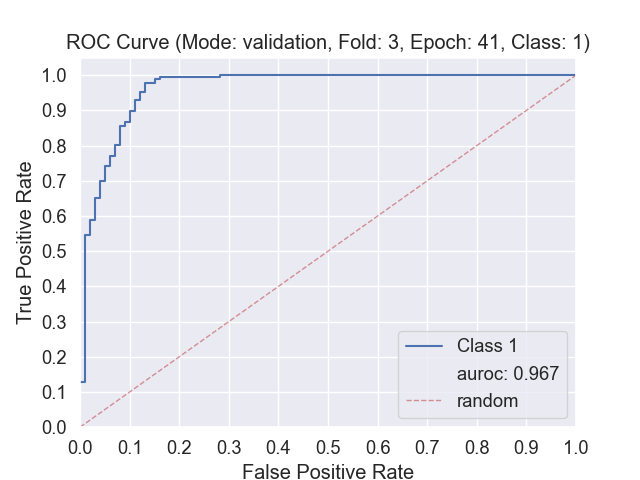 ROC Curve (Mode: validation, Fold: 3, Epoch: 41, Class: 1)
1.0
0.9
0.8
0.7
0.6
0.5
0.4
0.3
0.2
0.1
0.0
True Positive Rate
Class 1
auroc: 0.967
random
0.0 0.1 0.2 0.3 0.4 0.5 0.6 0.7 0.8 0.9 1.0
False Positive Rate